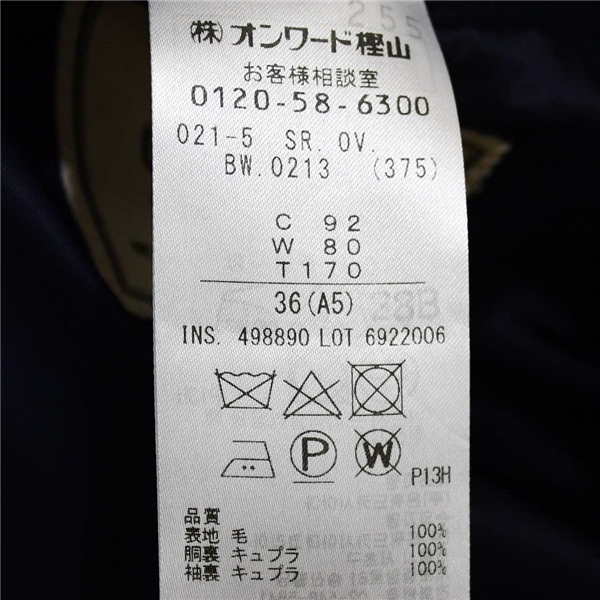 255
(株)オンワード樫山
お客様相談室
0120-58-6300
021-5 SR. OV.
BW. 0213 (375)
C 92
W 80
T 170
36(A5)
INS. 498890 LOT 6922006
P W P13H
品質
表地 毛 100%
胴裏 キュプラ 100%
袖裏 キュプラ 100%